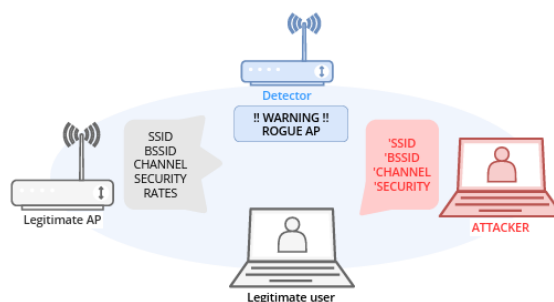 Detector
!! WARNING !!
ROGUE AP
SSID
BSSID
CHANNEL
SECURITY
RATES
'SSID
'BSSID
'CHANNEL
'SECURITY
Legitimate AP
ATTACKER
Legitimate user